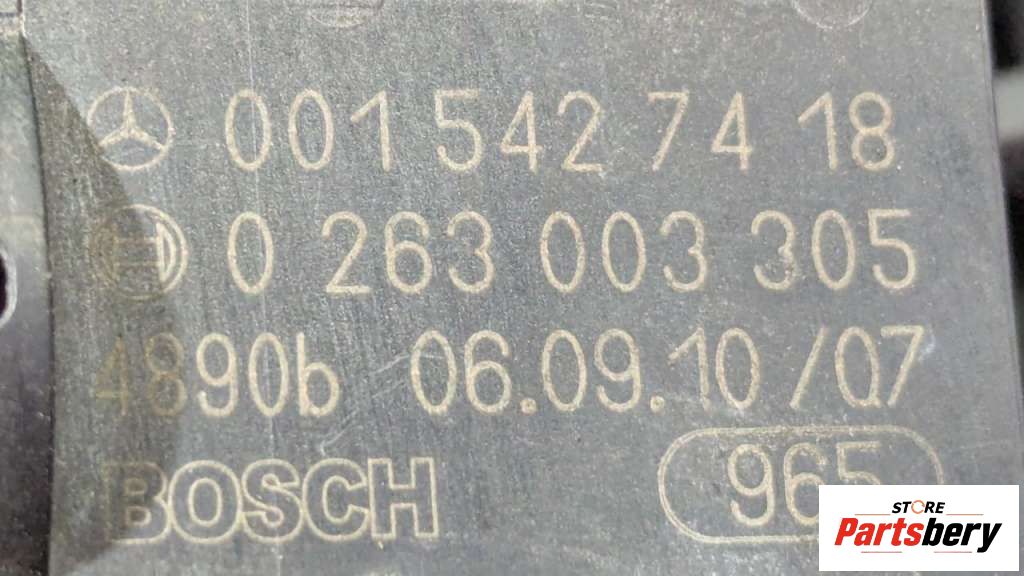 001 542 74 18
0 263 003 305
4890b 06.09.10/07
BOSCH
965
STORE
Partsbery